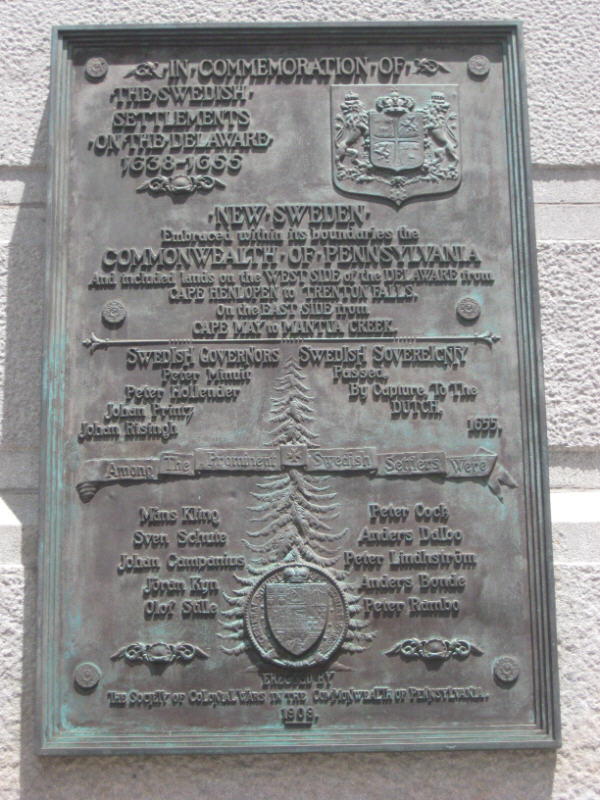 IN COMMEMORATION OF
THE SWEDISH
SETTLEMENTS
ON THE DELAWARE
1638-1655
NEW SWEDEN
Embraced within its boundaries the
COMMONWEALTH OF PENNSYLVANIA
And included lands on the WEST SIDE of the DELAWARE from
CAPE HENLOPEN to TRENTON FALLS.
On the EAST SIDE from
CAPE MAY to MANTUA CREEK.
SWEDISH GOVERNORS
Peter Minuit
Peter Hollender
Johan Printz
Johan Risingh
SWEDISH SOVEREIGNTY
Passed
By Capture To The
DUTCH.
1655.
Among The Prominent Swedish Settlers Were
Måns Kling
Sven Schute
Johan Campanius
Jöran Kyn
Olof Stille
Peter Cock
Anders Dalbo
Peter Lindhström
Anders Bonde
Peter Rambo
ERECTED BY
THE SOCIETY OF COLONIAL WARS IN THE COMMONWEALTH OF PENNSYLVANIA.
1908.